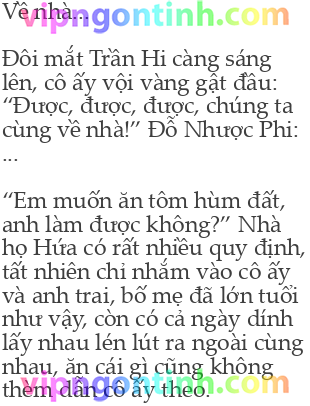 Về nhà...
vipngontinh.com
Đôi mắt Trần Hi càng sáng
lên, cô ấy vội vàng gật đầu:
“Được, được, được, chúng ta
cùng về nhà!” Đỗ Nhược Phi:
...
“Em muốn ăn tôm hùm đất,
anh làm được không?” Nhà
họ Hứa có rất nhiều quy định,
tất nhiên chỉ nhắm vào cô ấy
và anh trai, bố mẹ đã lớn tuổi
như vậy, còn có cả ngày dính
lấy nhau lén lút ra ngoài cùng
nhau, ăn cái gì cũng không
thèm dẫn cô ấy theo.
vipngontinh.com